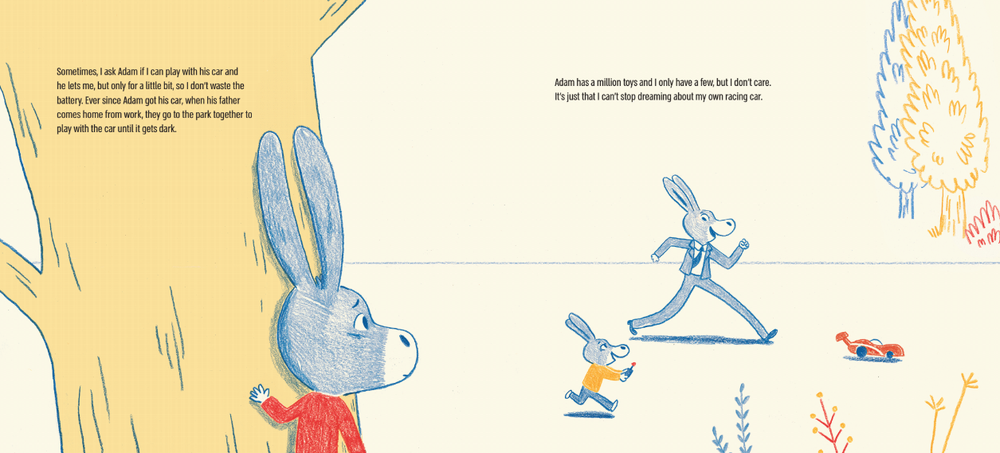 Sometimes, I ask Adam if I can play with his car and
he lets me, but only for a little bit, so I don't waste the
battery. Ever since Adam got his car, when his father
comes home from work, they go to the park together to
play with the car until it gets dark.
Adam has a million toys and I only have a few, but I don't care.
It's just that I can't stop dreaming about my own racing car.